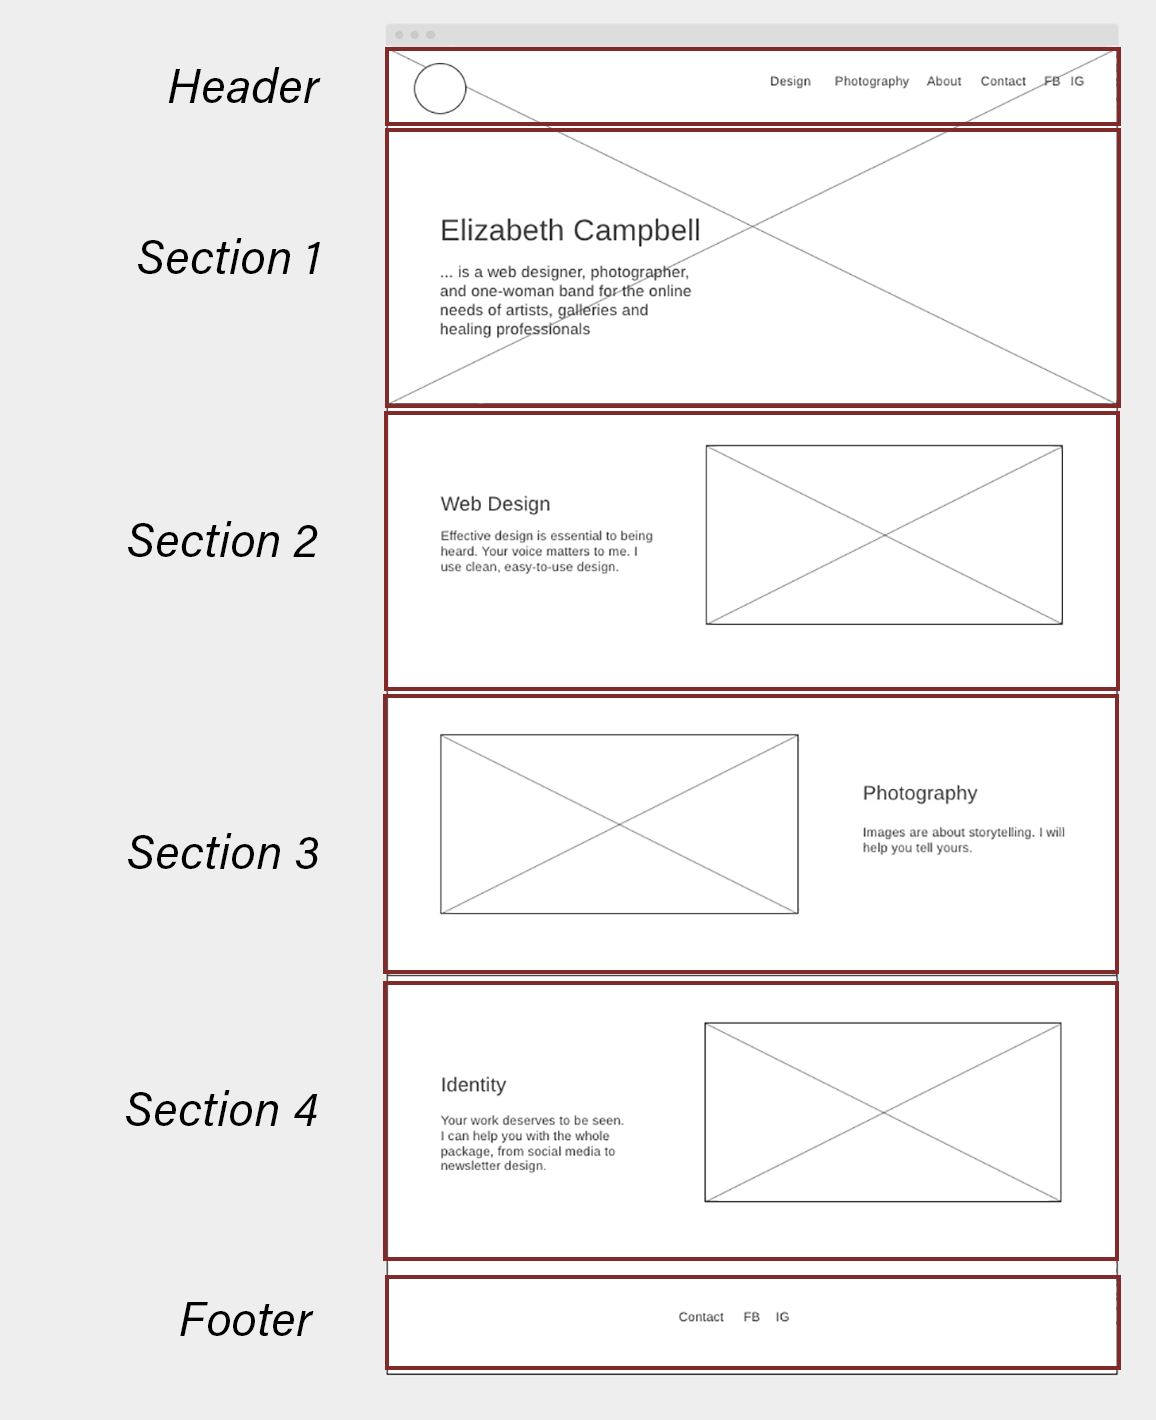 Header
Design Photography About Contact FB IG
Section 1
Elizabeth Campbell
... is a web designer, photographer,
and one-woman band for the online
needs of artists, galleries and
healing professionals
Section 2
Web Design
Effective design is essential to being
heard. Your voice matters to me. I
use clean, easy-to-use design.
Section 3
Photography
Images are about storytelling. I will
help you tell yours.
Section 4
Identity
Your work deserves to be seen.
I can help you with the whole
package, from social media to
newsletter design.
Footer
Contact FB IG